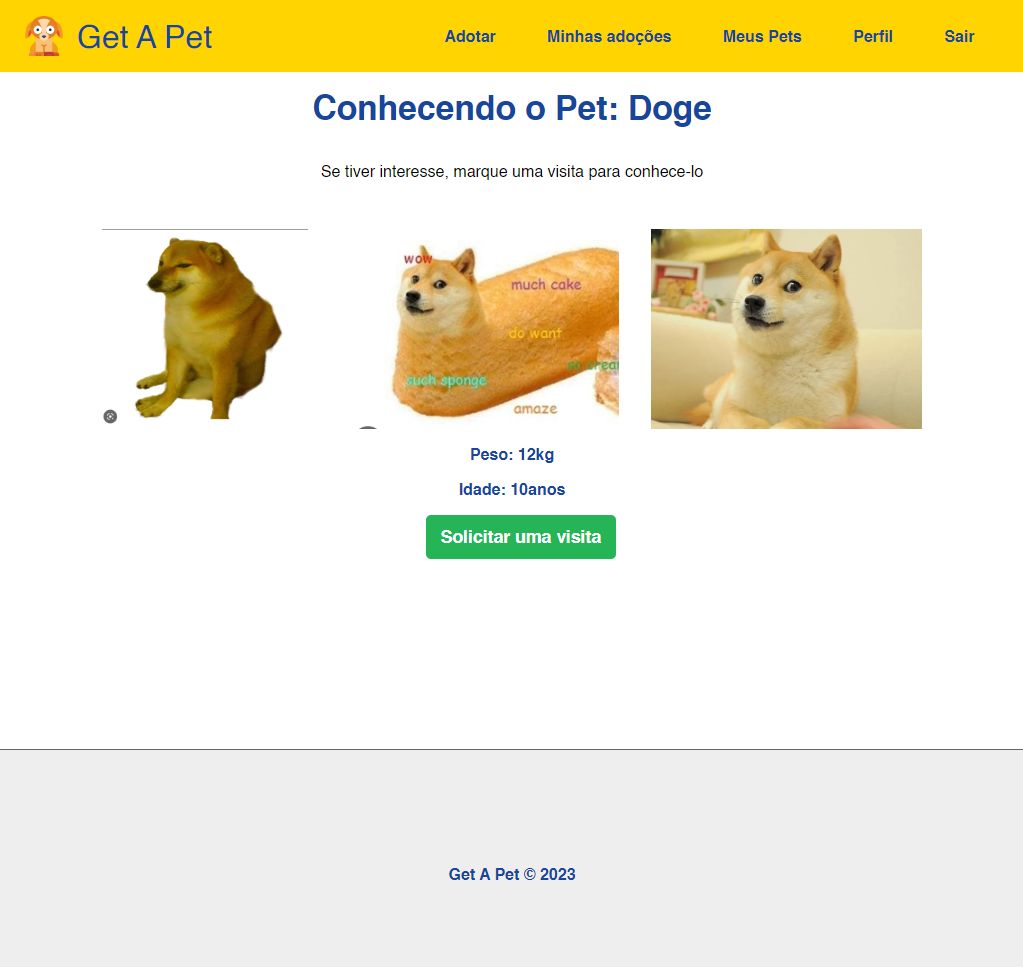 Get A Pet
Adotar Minhas adoções Meus Pets Perfil Sair
Conhecendo o Pet: Doge
Se tiver interesse, marque uma visita para conhece-lo
wow
much cake
do want
such sponge
amaze
Peso: 12kg
Idade: 10anos
Solicitar uma visita
Get A Pet © 2023